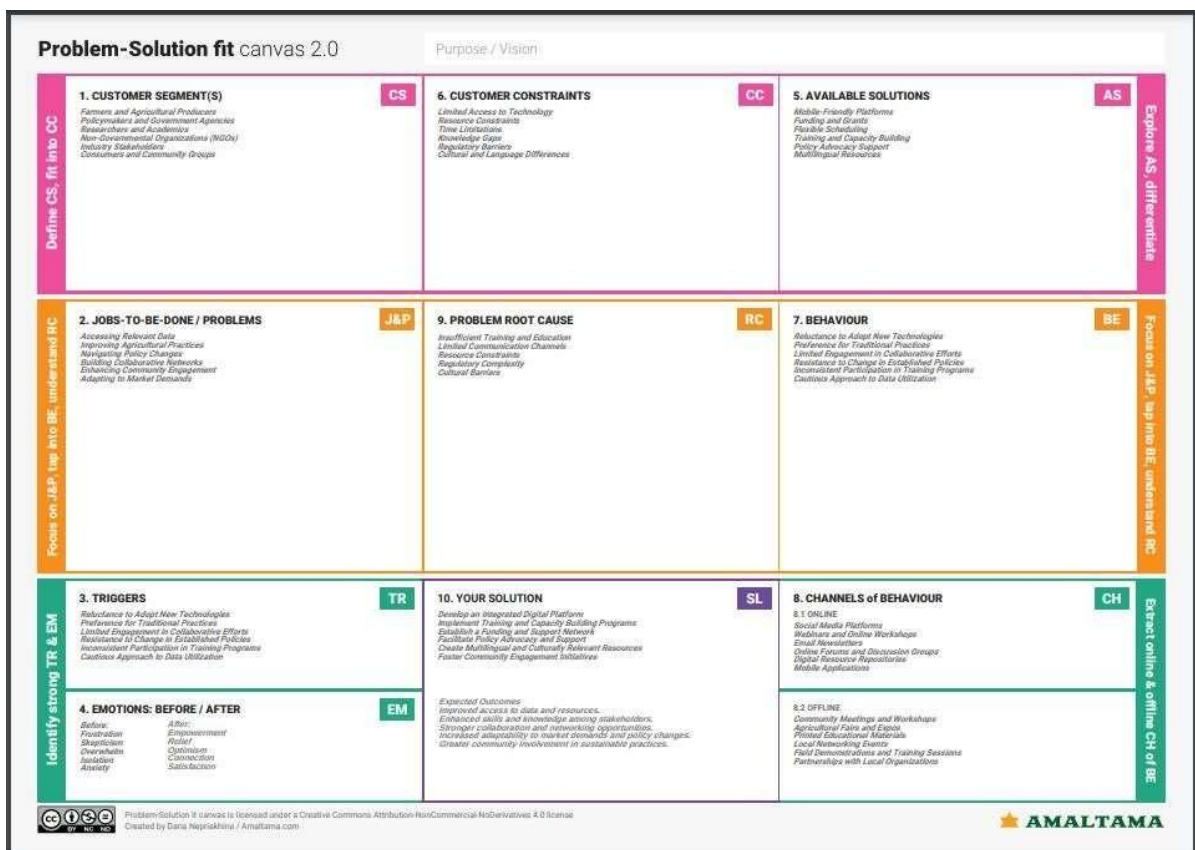 Problem-Solution fit canvas 2.0
Purpose / Vision
Define CS, fit into CC
1. CUSTOMER SEGMENT(S)
CS
Farmers and Agricultural Producers
Policymakers and Government Agencies
Researchers and Academics
Non-Governmental Organizations (NGOs)
Industry Stakeholders
Consumers and Community Groups
6. CUSTOMER CONSTRAINTS
CC
Limited Access to Technology
Resource Constraints
Time Limitations
Knowledge Gaps
Regulatory Barriers
Cultural and Language Differences
5. AVAILABLE SOLUTIONS
AS
Mobile-Friendly Platforms
Funding and Grants
Flexible Scheduling
Training and Capacity Building
Policy Advocacy Support
Multilingual Resources
Explore AS, differentiate
Focus on J&P, tap into BE, understand RC
2. JOBS-TO-BE-DONE / PROBLEMS
J&P
Accessing Relevant Data
Improving Agricultural Practices
Navigating Policy Changes
Building Collaborative Networks
Enhancing Community Engagement
Adapting to Market Demands
9. PROBLEM ROOT CAUSE
RC
Insufficient Training and Education
Limited Communication Channels
Resource Constraints
Regulatory Complexity
Cultural Barriers
7. BEHAVIOUR
BE
Reluctance to Adopt New Technologies
Preference for Traditional Practices
Limited Engagement in Collaborative Efforts
Resistance to Change in Established Policies
Inconsistent Participation in Training Programs
Cautious Approach to Data Utilization
Focus on J&P, tap into BE, understand RC
Identify strong TR & EM
3. TRIGGERS
TR
Reluctance to Adopt New Technologies
Preference for Traditional Practices
Limited Engagement in Collaborative Efforts
Resistance to Change in Established Policies
Inconsistent Participation in Training Programs
Cautious Approach to Data Utilization
4. EMOTIONS: BEFORE / AFTER
EM
Before:
Frustration
Skepticism
Overwhelm
Isolation
Anxiety
After:
Empowerment
Relief
Optimism
Connection
Satisfaction
10. YOUR SOLUTION
SL
Develop an Integrated Digital Platform
Implement Training and Capacity Building Programs
Establish a Funding and Support Network
Facilitate Policy Advocacy and Support
Create Multilingual and Culturally Relevant Resources
Foster Community Engagement Initiatives
Expected Outcomes
Improved access to data and resources.
Enhanced skills and knowledge among stakeholders.
Stronger collaboration and networking opportunities.
Increased adaptability to market demands and policy changes.
Greater community involvement in sustainable practices.
8. CHANNELS of BEHAVIOUR
CH
8.1 ONLINE
Social Media Platforms
Webinars and Online Workshops
Email Newsletters
Online Forums and Discussion Groups
Digital Resource Repositories
Mobile Applications
8.2 OFFLINE
Community Meetings and Workshops
Agricultural Fairs and Expos
Printed Educational Materials
Local Networking Events
Field Demonstrations and Training Sessions
Partnerships with Local Organizations
Extract online & offline CH of BE
cc
BY NC ND
Problem-Solution fit canvas is licensed under a Creative Commons Attribution-NonCommercial-NoDerivatives 4.0 license
Created by Daria Nepriakhina / Amaltama.com
AMALTAMA